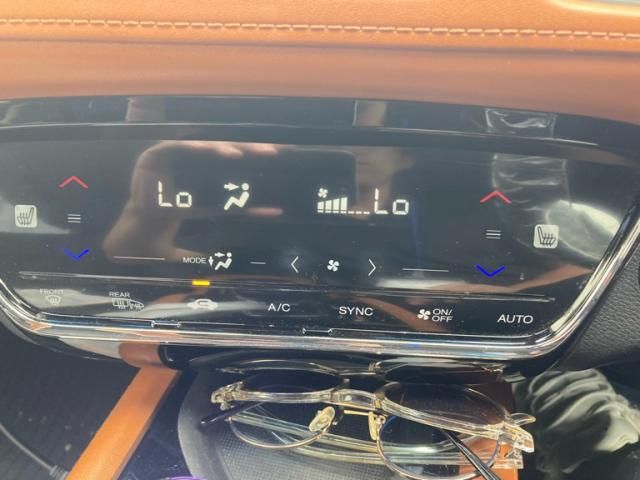 Lo Lo
MODE
FRONT REAR A/C SYNC ON/OFF AUTO